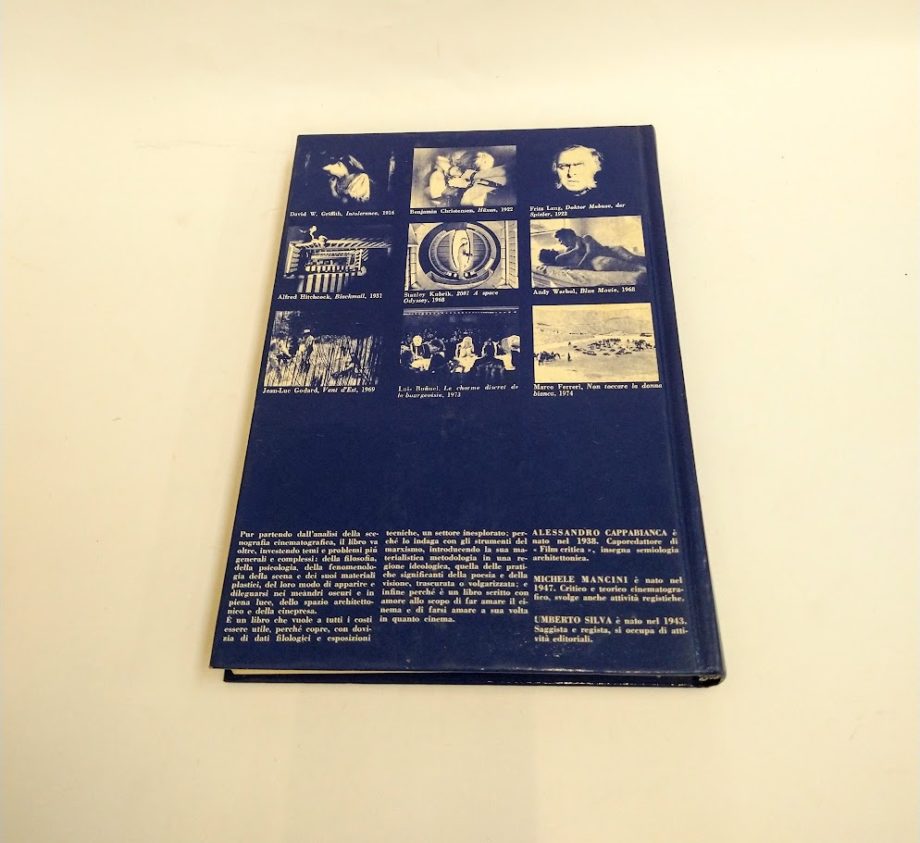 David W. Griffith, Intolerance, 1916
Benjamin Christensen, Häxan, 1922
Fritz Lang, Doktor Mabuse, der
Spieler, 1922
Alfred Hitchcock, Blackmail, 1931
Stanley Kubrik, 2001 A space
Odyssey, 1968
Andy Warhol, Blue Movie, 1968
Jean-Luc Godard, Vent d'Est, 1969
Luis Buñuel, Le charme discret de
la bourgeoisie, 1973
Marco Ferreri, Non toccare la donna
bianca, 1974
Pur partendo dall'analisi della sce-
nografia cinematografica, il libro va
oltre, investendo temi e problemi più
generali e complessi: della filosofia,
della psicologia, della fenomenolo-
gia della scena e dei suoi materiali
plastici, del loro modo di apparire e
dileguarsi nei meandri oscuri e in
piena luce, dello spazio architetto-
nico e della cinepresa.
È un libro che vuole a tutti i costi
essere utile, perché copre, con dovi-
zia di dati filologici e esposizioni
tecniche, un settore inesplorato; per-
ché lo indaga con gli strumenti del
marxismo, introducendo la sua ma-
terialistica metodologia in una re-
gione ideologica, quella delle prati-
che significanti della poesia e della
visione, trascurata o volgarizzata; e
infine perché è un libro scritto con
amore allo scopo di far amare il ci-
nema e di farsi amare a sua volta
in quanto cinema.
ALESSANDRO CAPPABIANCA è
nato nel 1938. Caporedattore di
« Film critica », insegna semiologia
architettonica.
MICHELE MANCINI è nato nel
1947. Critico e teorico cinematogra-
fico, svolge anche attività registiche.
UMBERTO SILVA è nato nel 1943.
Saggista e regista, si occupa di atti-
vità editoriali.